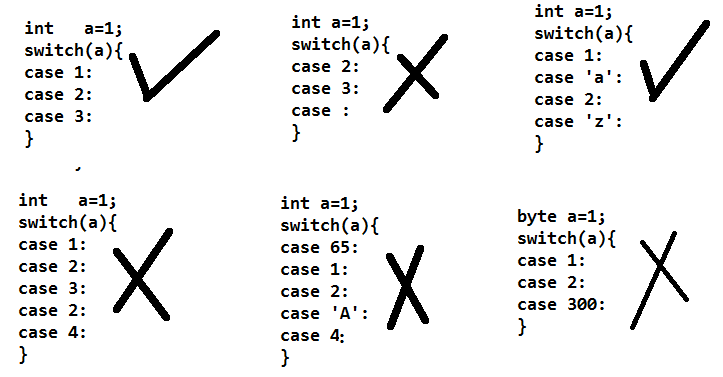 int   a=1;
switch(a){
case 1:
case 2:
case 3:
}
int a=1;
switch(a){
case 2:
case 3:
case :
}
int a=1;
switch(a){
case 1:
case 'a':
case 2:
case 'z':
}
int   a=1;
switch(a){
case 1:
case 2:
case 3:
case 2:
case 4:
}
int a=1;
switch(a){
case 65:
case 1:
case 2:
case 'A':
case 4:
}
byte a=1;
switch(a){
case 1:
case 2:
case 300:
}